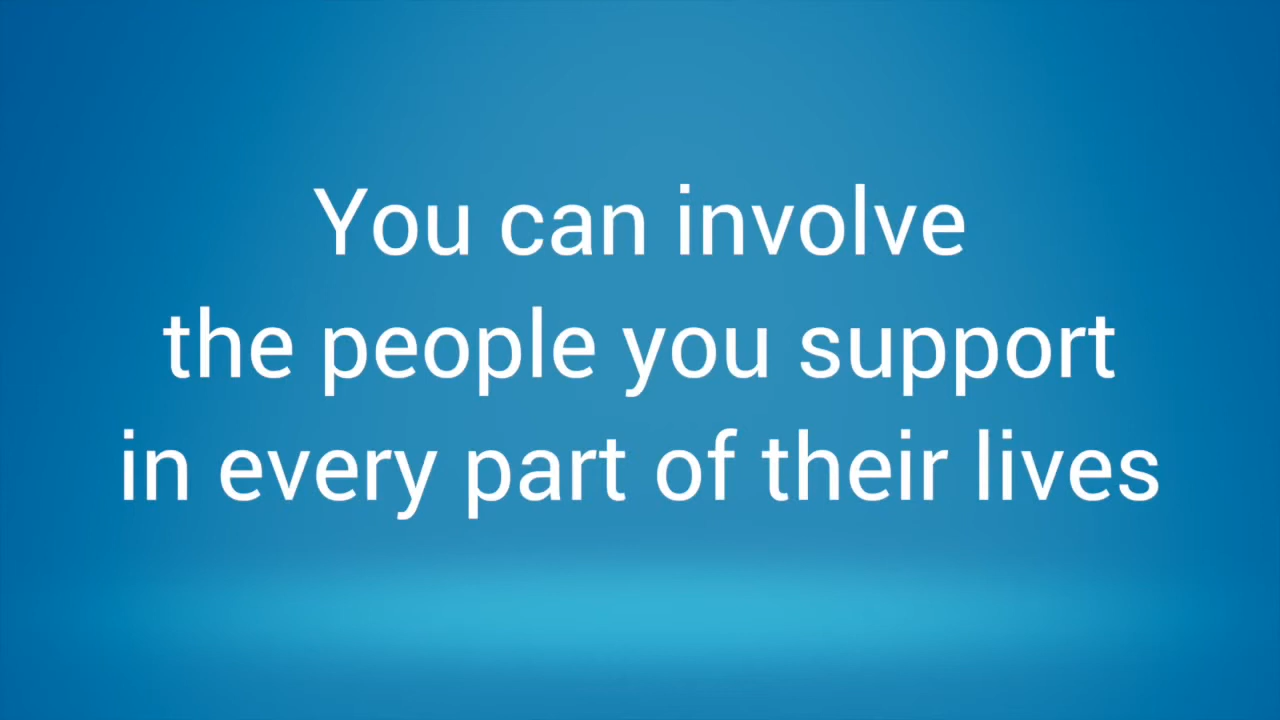 You can involve
the people you support
in every part of their lives